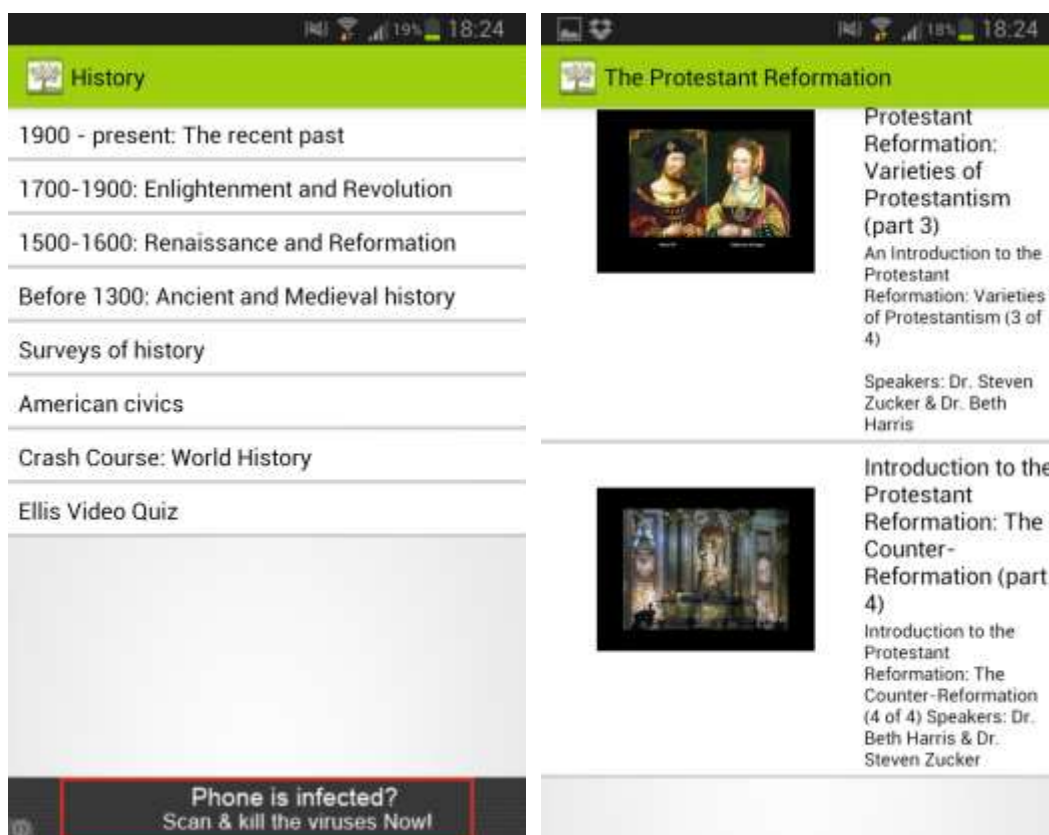 19% 18:24
History
1900 - present: The recent past
1700-1900: Enlightenment and Revolution
1500-1600: Renaissance and Reformation
Before 1300: Ancient and Medieval history
Surveys of history
American civics
Crash Course: World History
Ellis Video Quiz
Phone is infected?
Scan & kill the viruses Now!
18% 18:24
The Protestant Reformation
Protestant
Reformation:
Varieties of
Protestantism
(part 3)
An Introduction to the
Protestant
Reformation: Varieties
of Protestantism (3 of
4)
Speakers: Dr. Steven
Zucker & Dr. Beth
Harris
Introduction to the
Protestant
Reformation: The
Counter-
Reformation (part
4)
Introduction to the
Protestant
Reformation: The
Counter-Reformation
(4 of 4) Speakers: Dr.
Beth Harris & Dr.
Steven Zucker